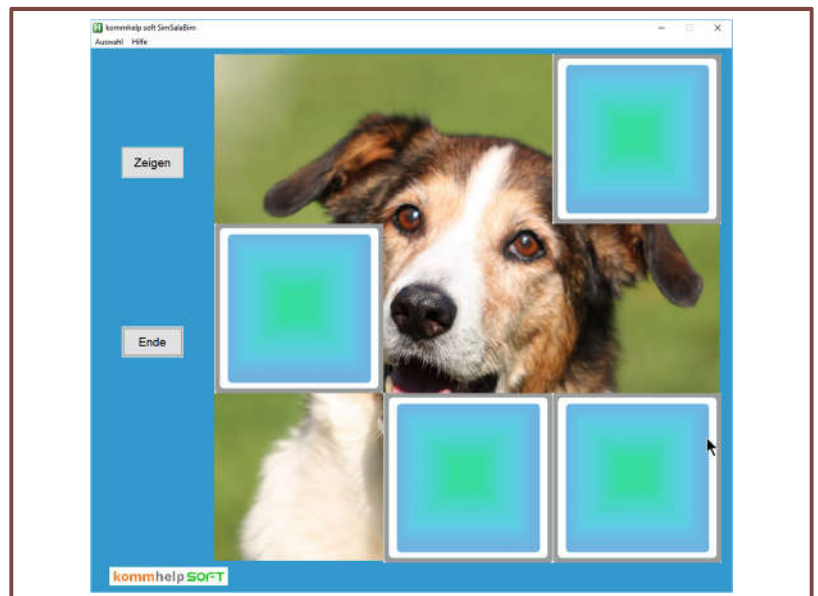 kommhelp soft SimSalaBim
Auswahl Hilfe
Zeigen
Ende
kommhelp SOFT